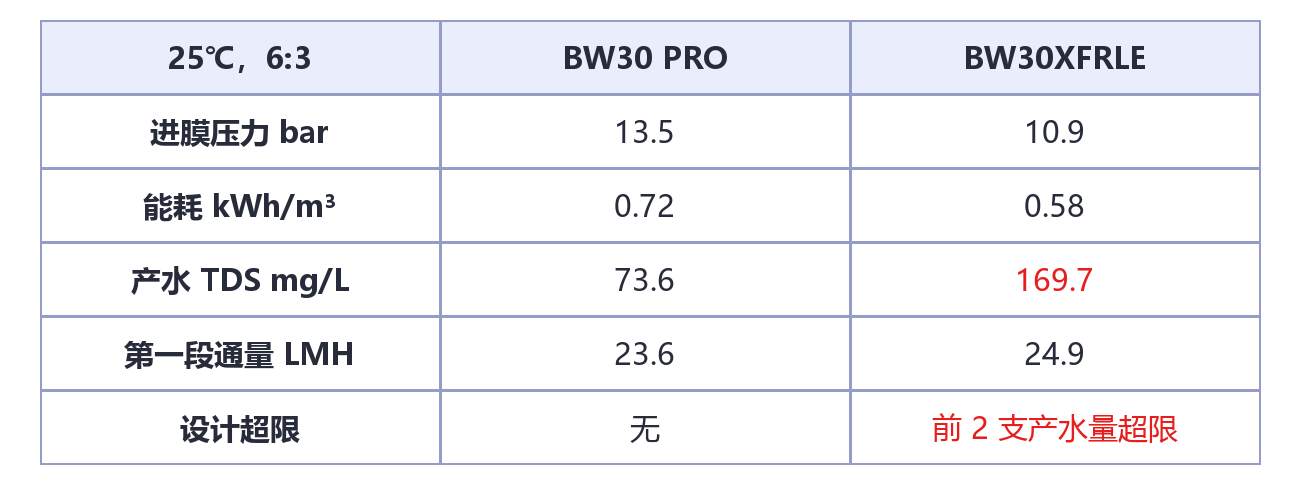 25℃，6:3 BW30 PRO BW30XFRLE
进膜压力 bar 13.5 10.9
能耗 kWh/m³ 0.72 0.58
产水 TDS mg/L 73.6 169.7
第一段通量 LMH 23.6 24.9
设计超限 无 前 2 支产水量超限